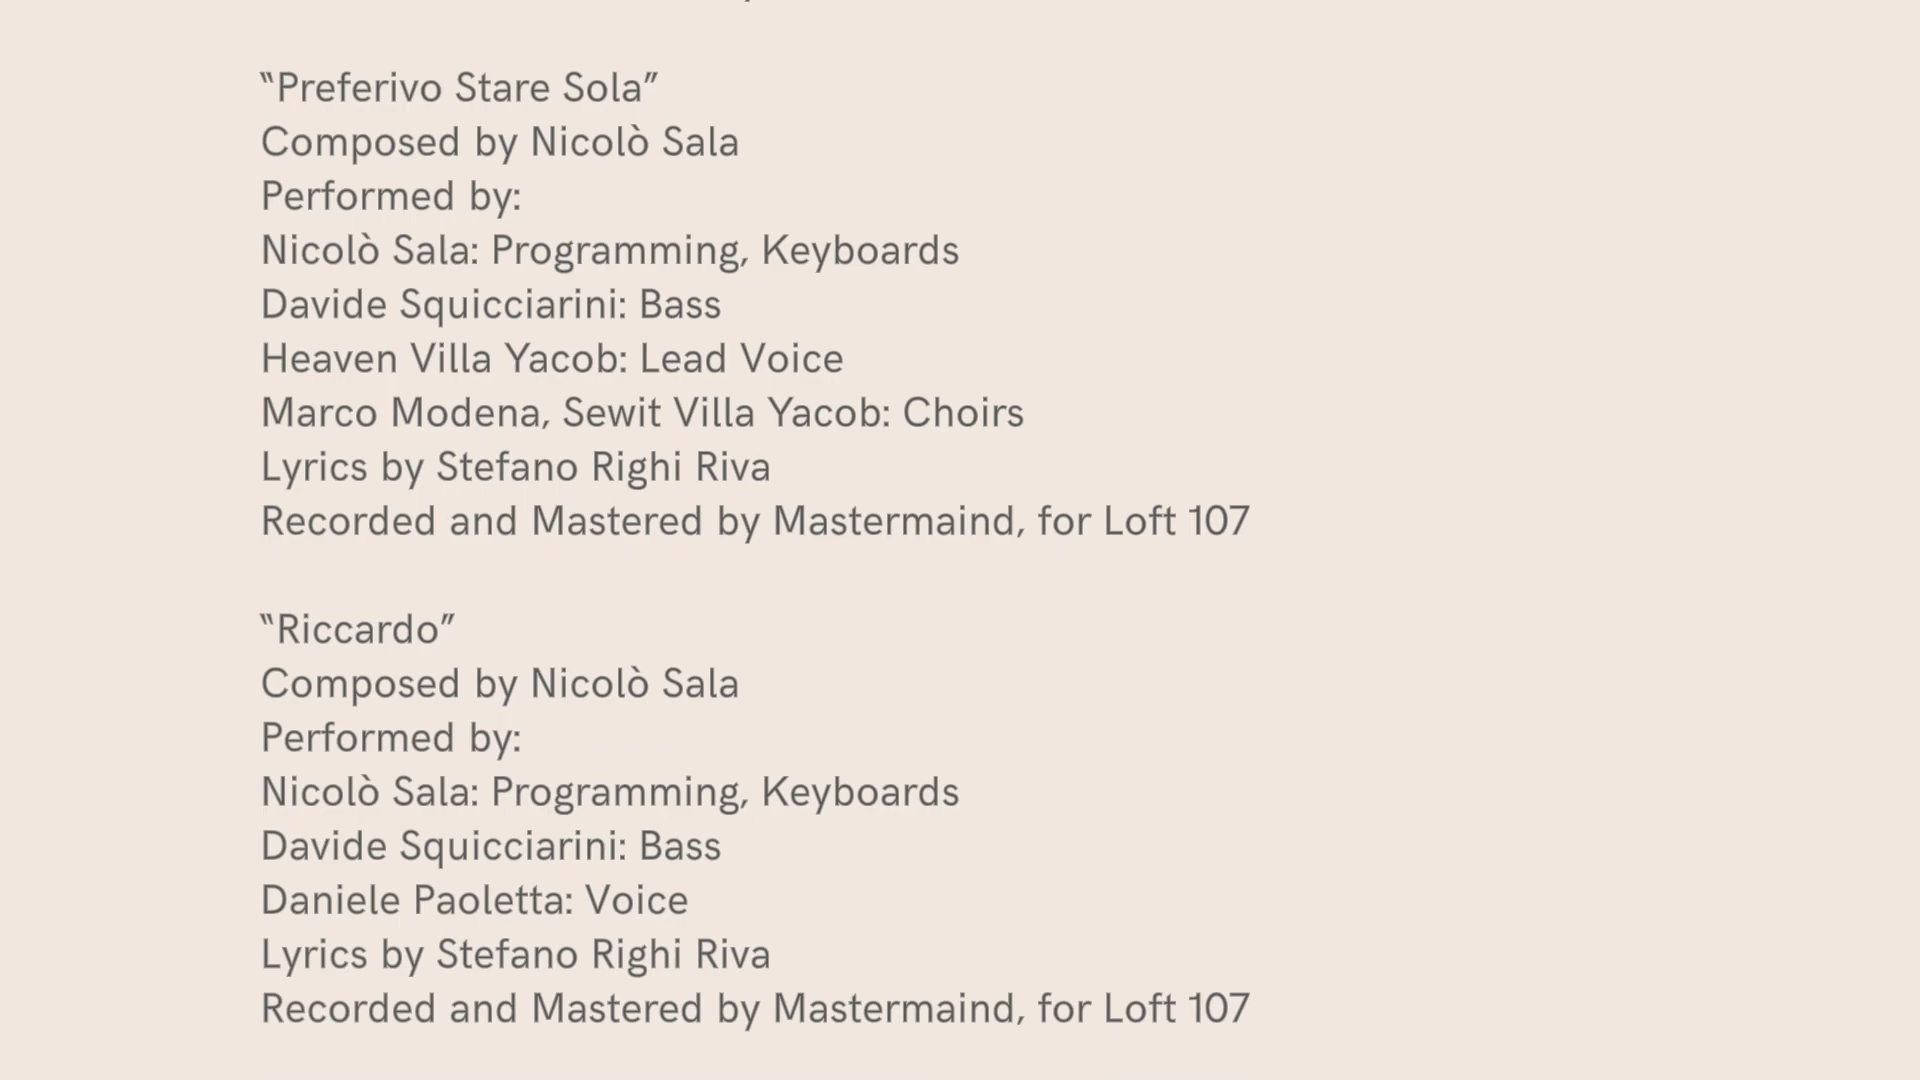 “Preferivo Stare Sola”
Composed by Nicolò Sala
Performed by:
Nicolò Sala: Programming, Keyboards
Davide Squicciarini: Bass
Heaven Villa Yacob: Lead Voice
Marco Modena, Sewit Villa Yacob: Choirs
Lyrics by Stefano Righi Riva
Recorded and Mastered by Mastermaind, for Loft 107
“Riccardo”
Composed by Nicolò Sala
Performed by:
Nicolò Sala: Programming, Keyboards
Davide Squicciarini: Bass
Daniele Paoletta: Voice
Lyrics by Stefano Righi Riva
Recorded and Mastered by Mastermaind, for Loft 107